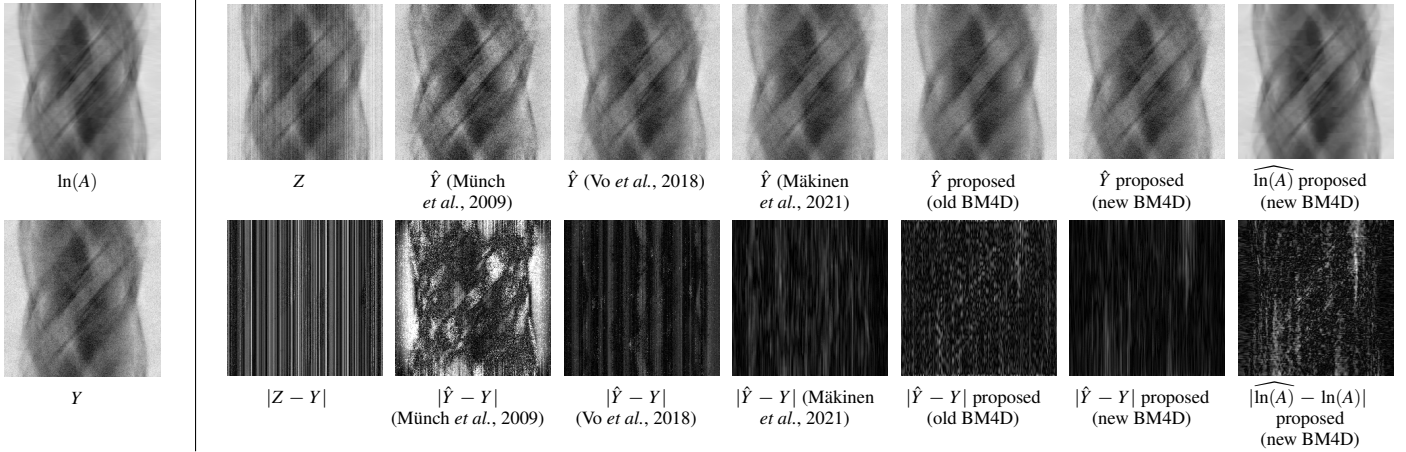 ln(A)
Z
Ŷ (Münch
et al., 2009)
Ŷ (Vo et al., 2018)
Ŷ (Mäkinen
et al., 2021)
Ŷ proposed
(old BM4D)
Ŷ proposed
(new BM4D)
\widehat{ln(A)} proposed
(new BM4D)
Y
|Z − Y|
|Ŷ − Y|
(Münch et al., 2009)
|Ŷ − Y|
(Vo et al., 2018)
|Ŷ − Y| (Mäkinen
et al., 2021)
|Ŷ − Y| proposed
(old BM4D)
|Ŷ − Y| proposed
(new BM4D)
|\widehat{ln(A)} − ln(A)|
proposed
(new BM4D)